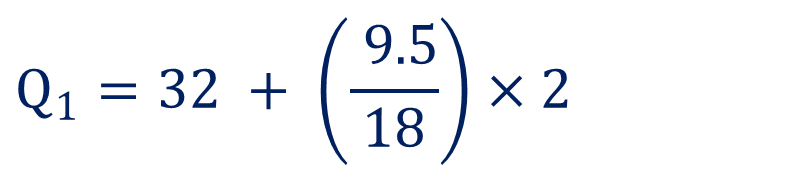 Q₁ = 32 + (9.5/18) × 2